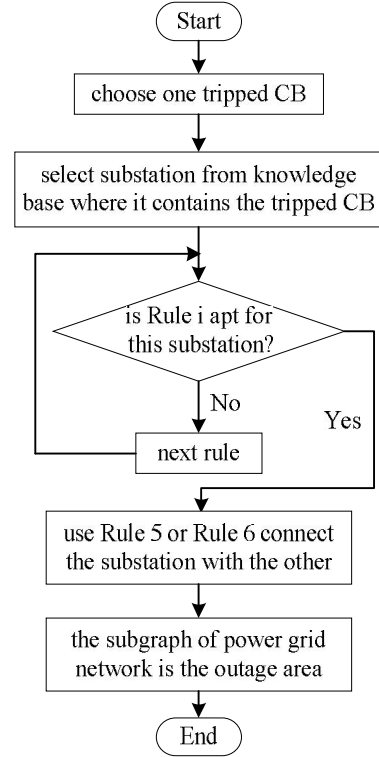 Start
choose one tripped CB
select substation from knowledge
base where it contains the tripped CB
is Rule i apt for
this substation?
No
Yes
next rule
use Rule 5 or Rule 6 connect
the substation with the other
the subgraph of power grid
network is the outage area
End